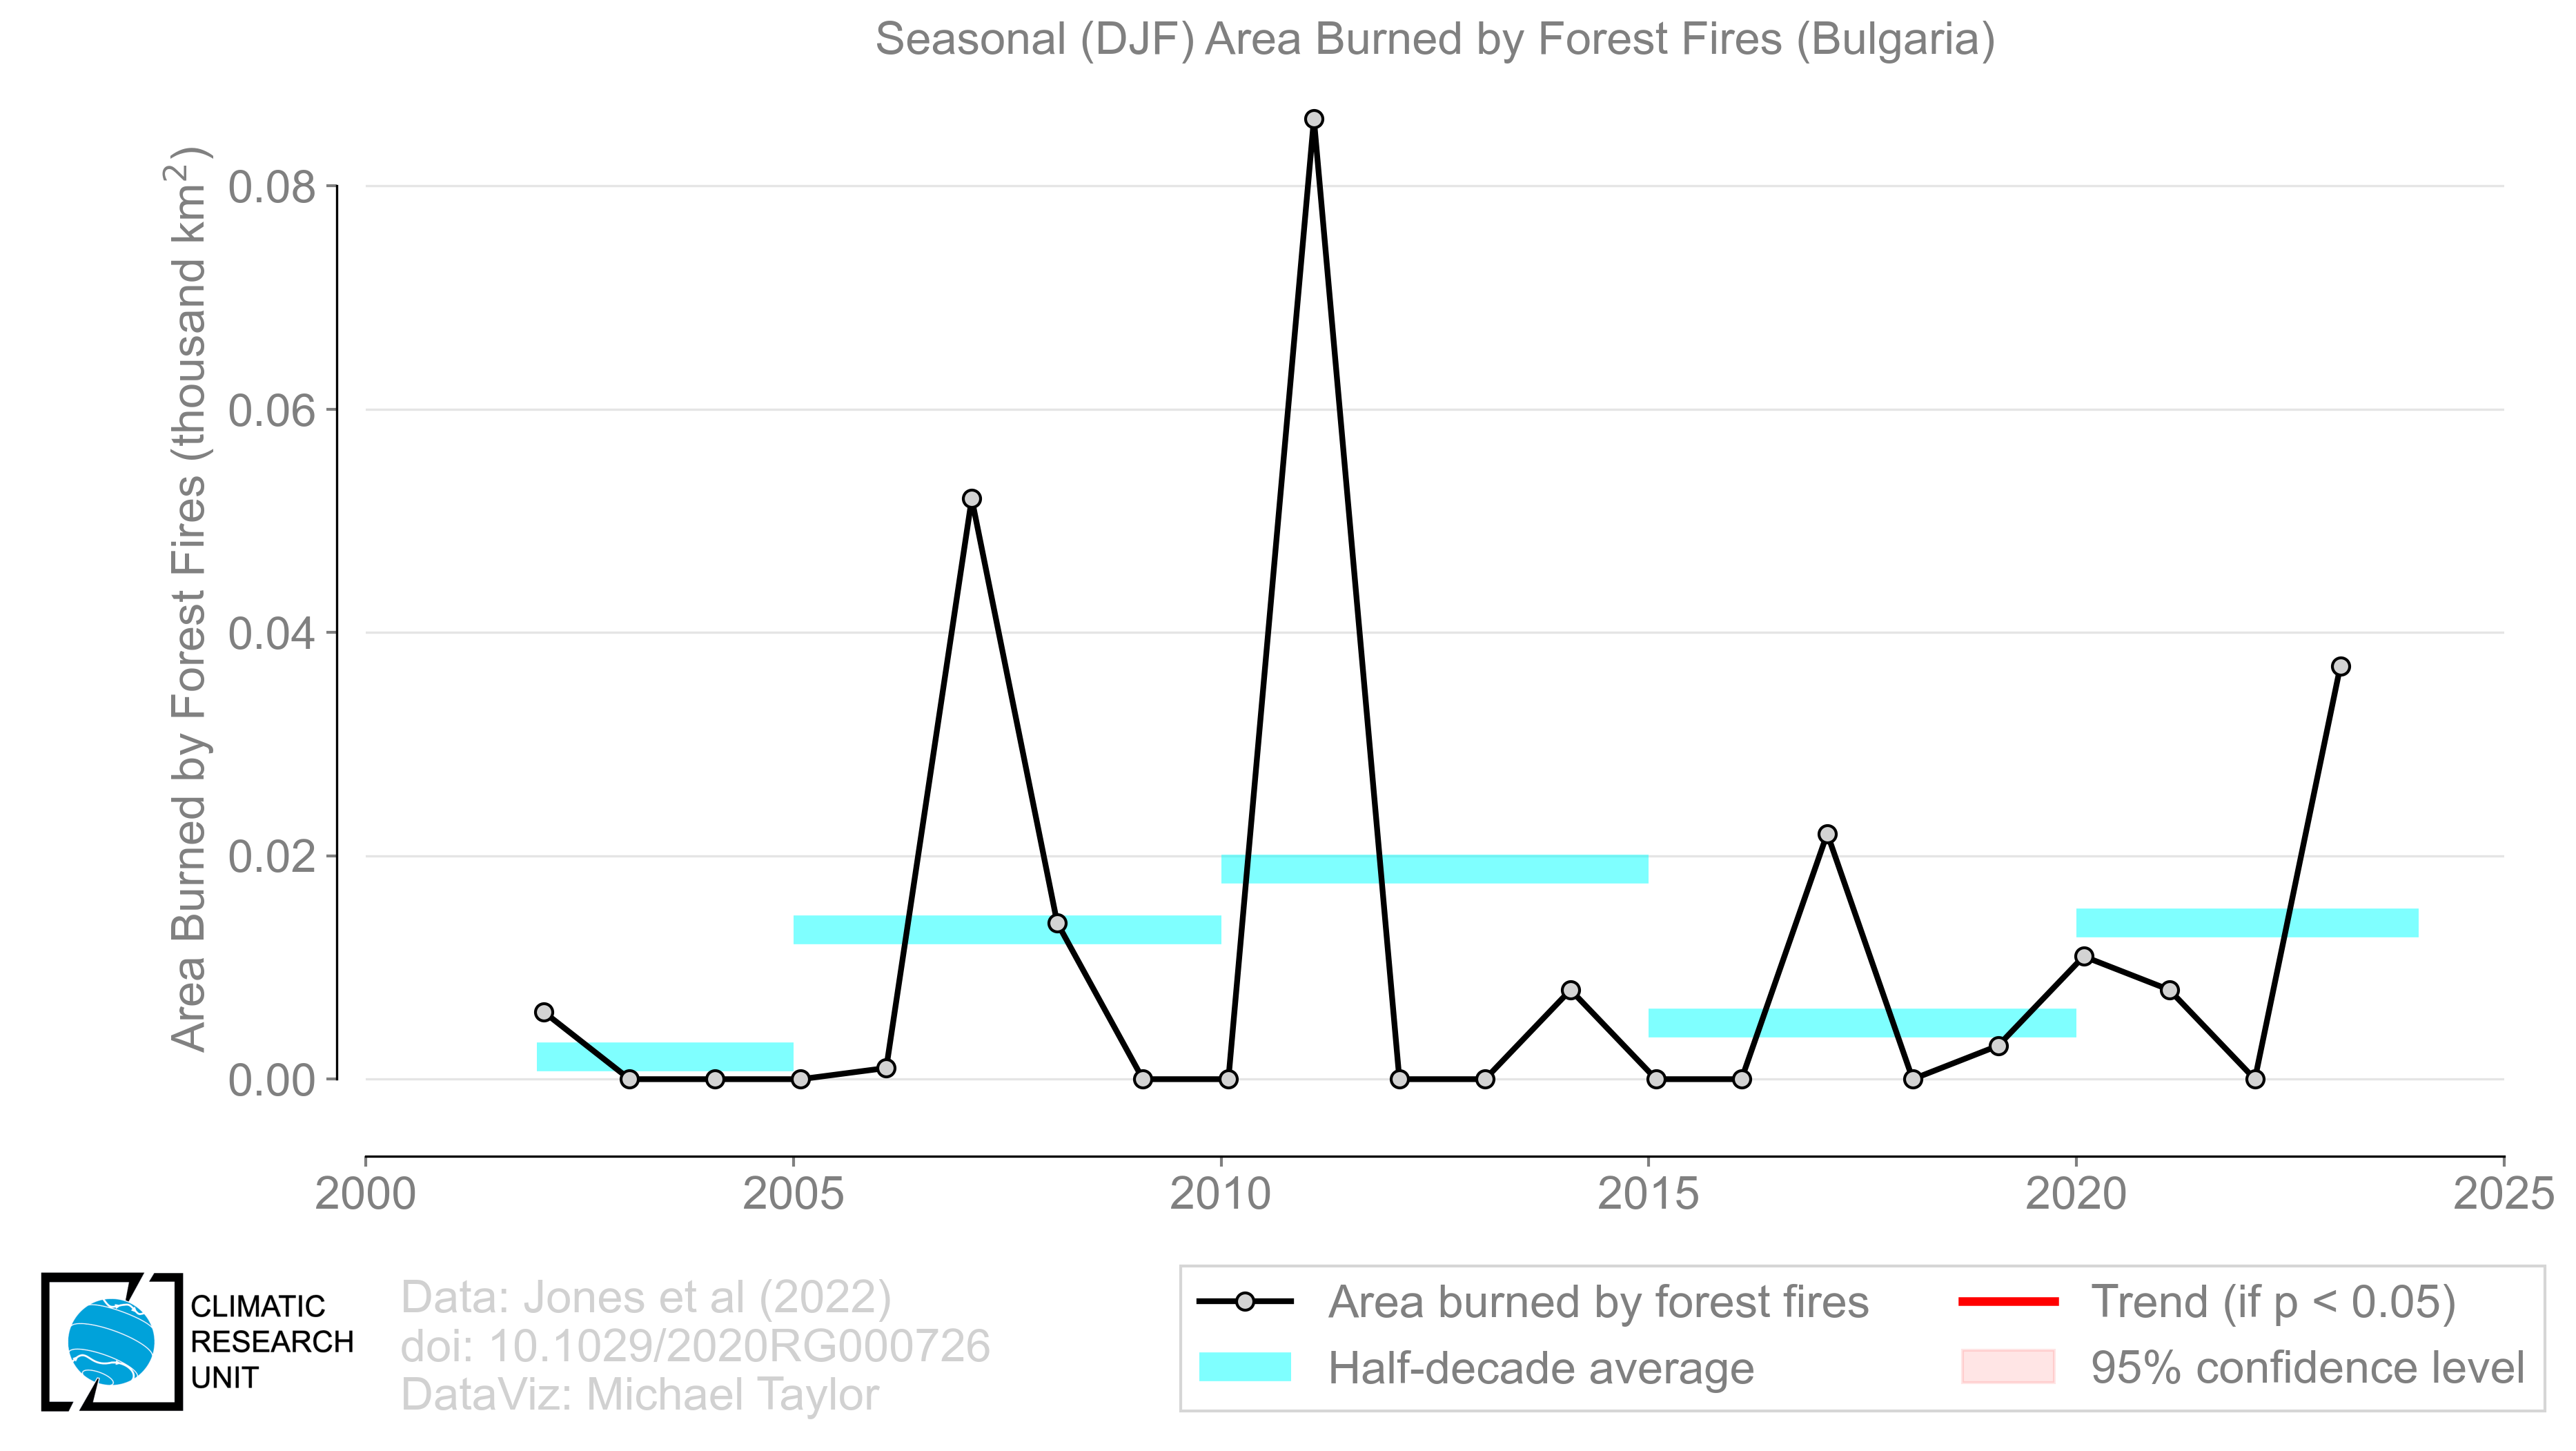 Seasonal (DJF) Area Burned by Forest Fires (Bulgaria)
Area Burned by Forest Fires (thousand km²)
0.08
0.06
0.04
0.02
0.00
2000 2005 2010 2015 2020 2025
CLIMATIC
RESEARCH
UNIT
Data: Jones et al (2022)
doi: 10.1029/2020RG000726
DataViz: Michael Taylor
Area burned by forest fires
Half-decade average
Trend (if p < 0.05)
95% confidence level